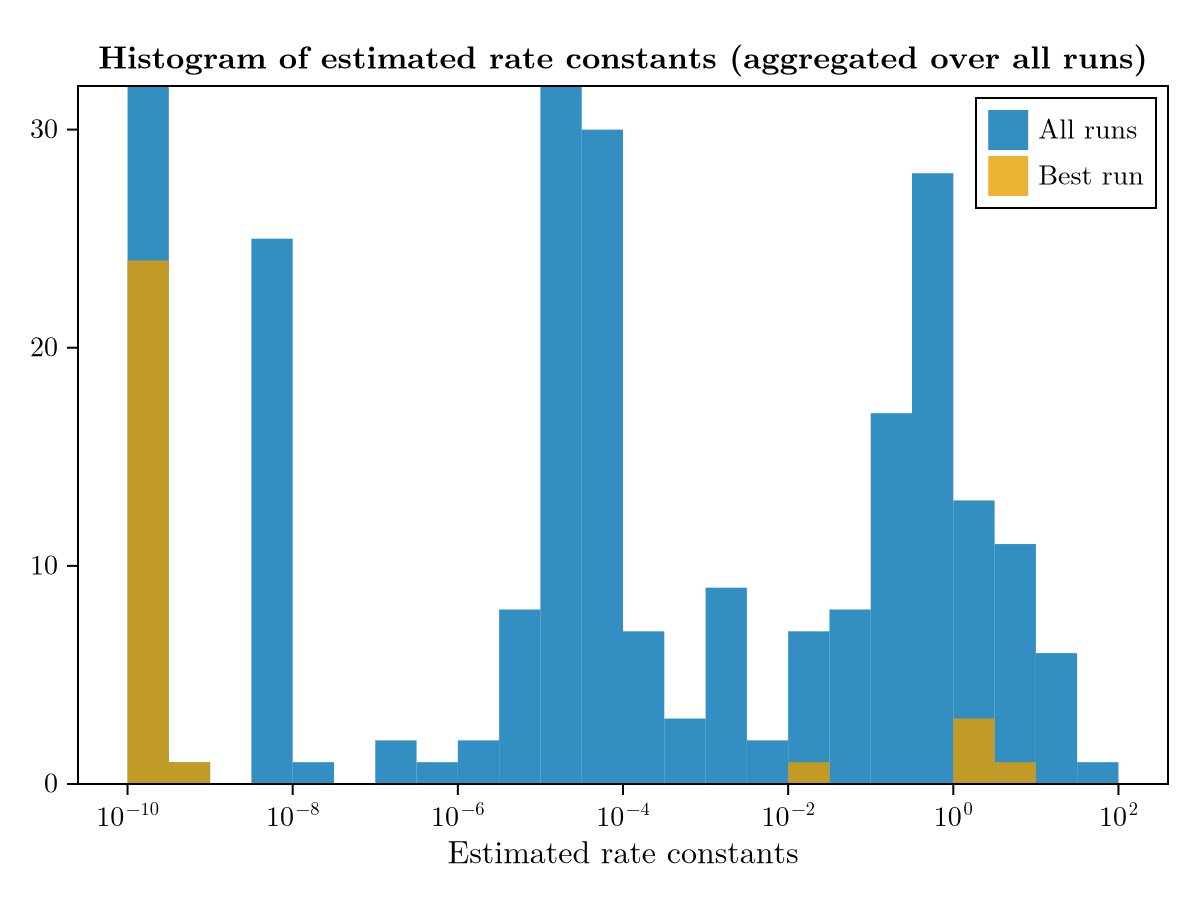 Histogram of estimated rate constants (aggregated over all runs)
All runs
Best run
30
20
10
0
10⁻¹⁰ 10⁻⁸ 10⁻⁶ 10⁻⁴ 10⁻² 10⁰ 10²
Estimated rate constants